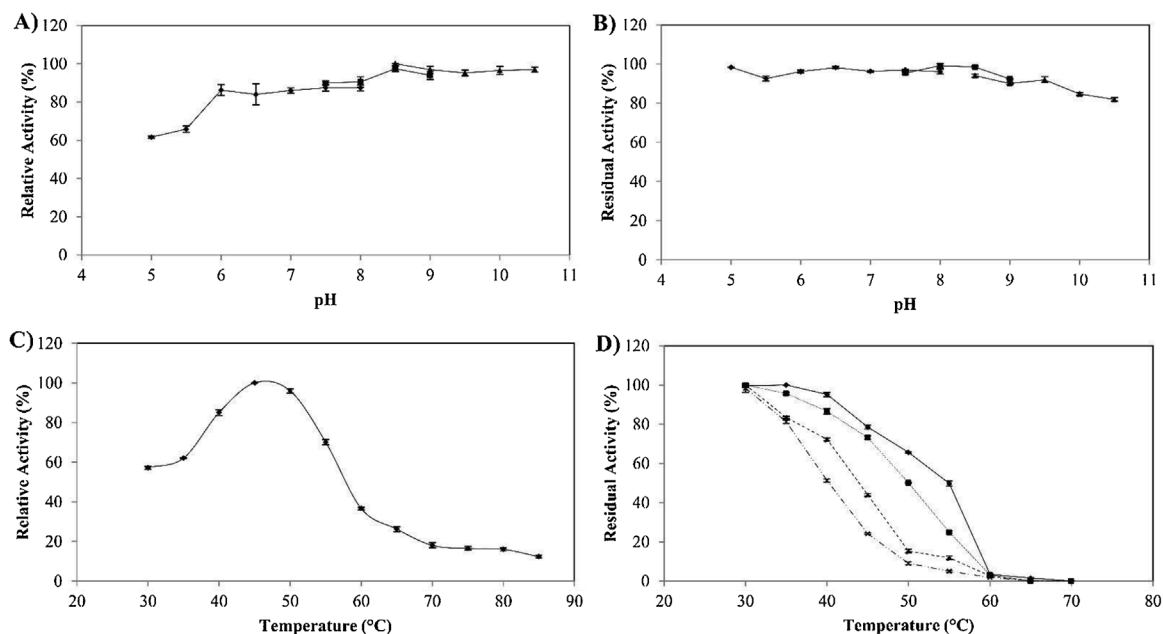 A)
Relative Activity (%)
120
100
80
60
40
20
0
4 5 6 7 8 9 10 11
pH
B)
Residual Activity (%)
120
100
80
60
40
20
0
4 5 6 7 8 9 10 11
pH
C)
Relative Activity (%)
120
100
80
60
40
20
0
20 30 40 50 60 70 80 90
Temperature (°C)
D)
Residual Activity (%)
120
100
80
60
40
20
0
20 30 40 50 60 70 80
Temperature (°C)